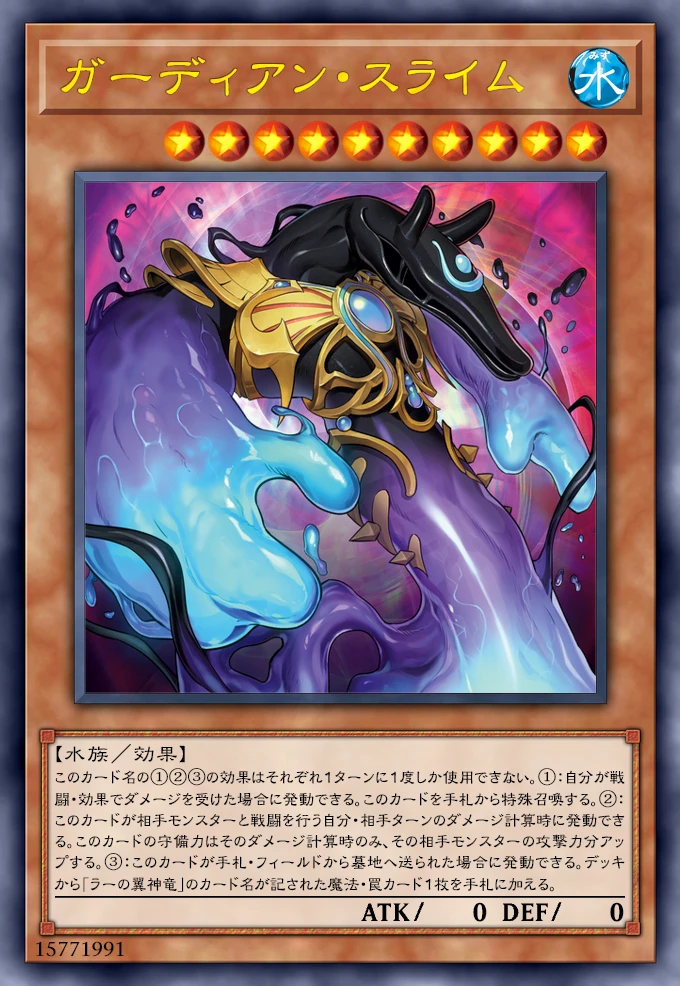 ガーディアン・スライム
みず
水
【水族／効果】
このカード名の①②③の効果はそれぞれ1ターンに1度しか使用できない。①：自分が戦
闘・効果でダメージを受けた場合に発動できる。このカードを手札から特殊召喚する。②：
このカードが相手モンスターと戦闘を行う自分・相手ターンのダメージ計算時に発動でき
る。このカードの守備力はそのダメージ計算時のみ、その相手モンスターの攻撃力分アッ
プする。③：このカードが手札・フィールドから墓地へ送られた場合に発動できる。デッキ
から「ラーの翼神竜」のカード名が記された魔法・罠カード1枚を手札に加える。
ATK/ 0 DEF/ 0
15771991